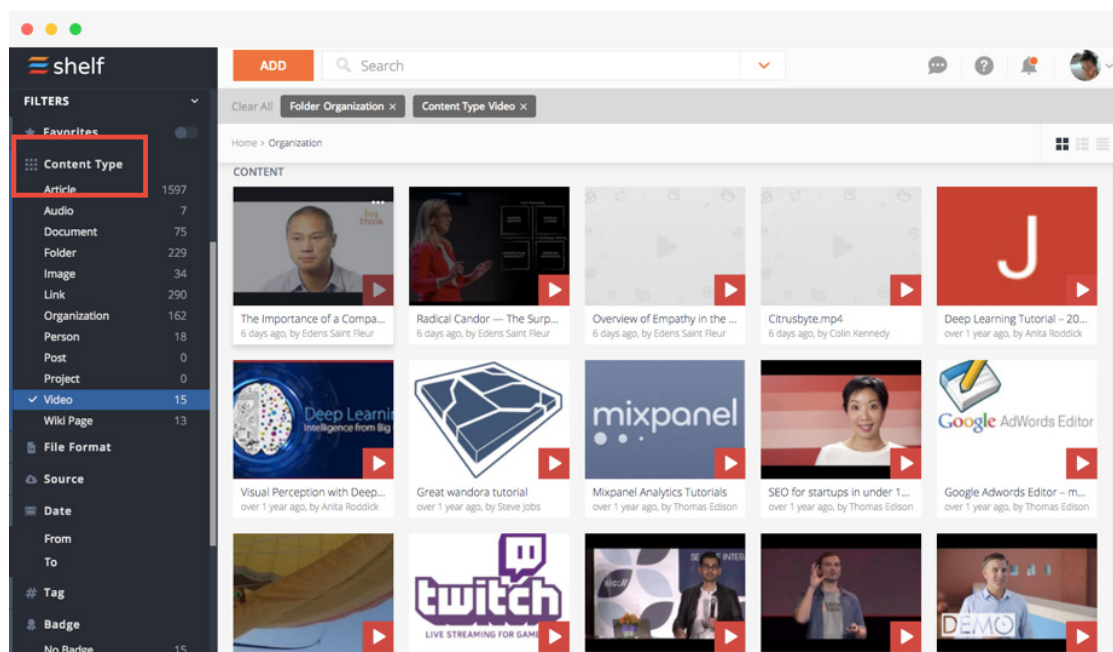 shelf
ADD
Search
FILTERS
Clear All Folder Organization × Content Type Video ×
Favorites
Home > Organization
Content Type
Article 1597
Audio 7
Document 75
Folder 229
Image 34
Link 290
Organization 162
Person 18
Post 0
Project 0
Video 15
Wiki Page 13
File Format
Source
Date
From
To
Tag
Badge
No Badge 15
CONTENT
big
think
The Importance of a Compa...
6 days ago, by Edens Saint Fleur
Radical Candor — The Surp...
6 days ago, by Edens Saint Fleur
Overview of Empathy in the ...
6 days ago, by Edens Saint Fleur
Citrusbyte.mp4
6 days ago, by Colin Kennedy
J
Deep Learning Tutorial – 20...
over 1 year ago, by Anita Roddick
Deep Learni
Intelligence from Big
Visual Perception with Deep...
over 1 year ago, by Anita Roddick
Great wandora tutorial
over 1 year ago, by Steve Jobs
mixpanel
Mixpanel Analytics Tutorials
over 1 year ago, by Thomas Edison
SEO for startups in under 1...
over 1 year ago, by Thomas Edison
Google AdWords Editor
Google Adwords Editor – m...
over 1 year ago, by Thomas Edison
twitch
LIVE STREAMING FOR GAME
sic://
DEMO